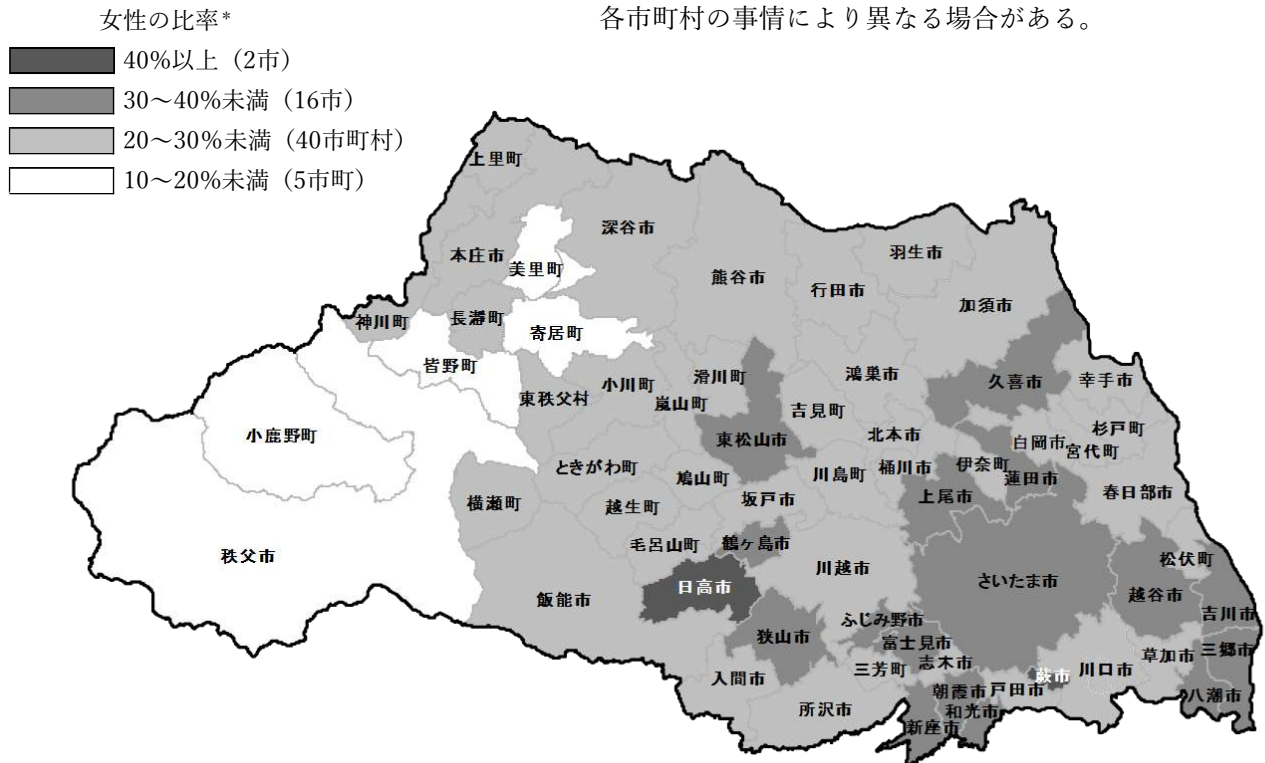 女性の比率*
各市町村の事情により異なる場合がある。
40%以上（2市）
30～40%未満（16市）
20～30%未満（40市町村）
10～20%未満（5市町）
上里町
深谷市
本庄市
美里町
羽生市
熊谷市
行田市
加須市
神川町
長瀞町
寄居町
皆野町
滑川町
鴻巣市
久喜市
幸手市
東秩父村
小川町
嵐山町
吉見町
小鹿野町
東松山市
北本市
白岡市
杉戸町
宮代町
ときがわ町
鳩山町
川島町
桶川市
伊奈町
蓮田市
春日部市
横瀬町
越生町
坂戸市
上尾市
秩父市
毛呂山町
鶴ヶ島市
川越市
さいたま市
松伏町
日高市
飯能市
越谷市
吉川市
狭山市
ふじみ野市
富士見市
三芳町
志木市
蕨市
川口市
草加市
三郷市
入間市
所沢市
朝霞市
戸田市
和光市
新座市
八潮市